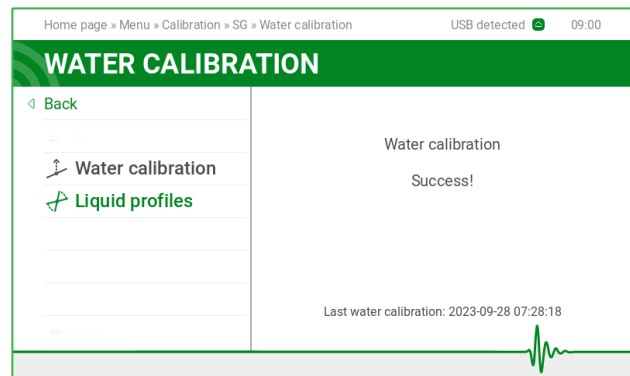 Home page » Menu » Calibration » SG » Water calibration USB detected 09:00
WATER CALIBRATION
Back
Water calibration
Liquid profiles
Water calibration
Success!
Last water calibration: 2023-09-28 07:28:18